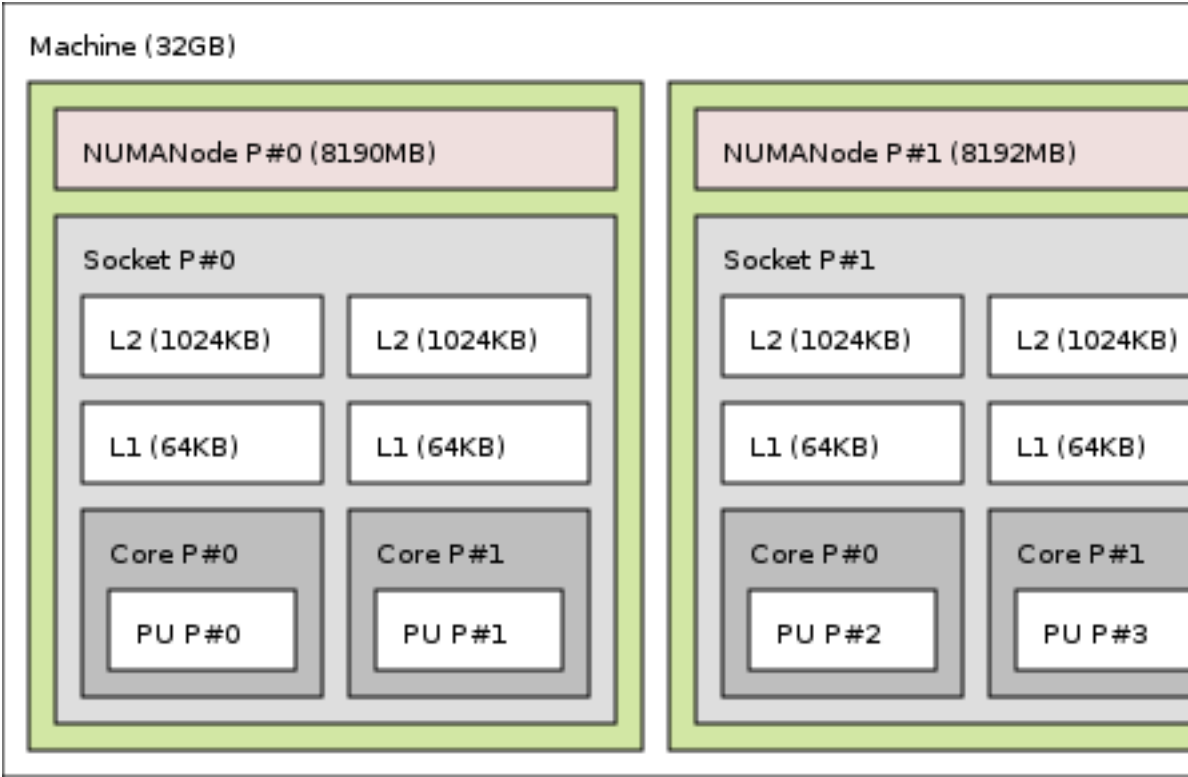 Machine (32GB)
NUMANode P#0 (8190MB)
NUMANode P#1 (8192MB)
Socket P#0
Socket P#1
L2 (1024KB)
L2 (1024KB)
L2 (1024KB)
L2 (1024KB)
L1 (64KB)
L1 (64KB)
L1 (64KB)
L1 (64KB)
Core P#0
Core P#1
Core P#0
Core P#1
PU P#0
PU P#1
PU P#2
PU P#3